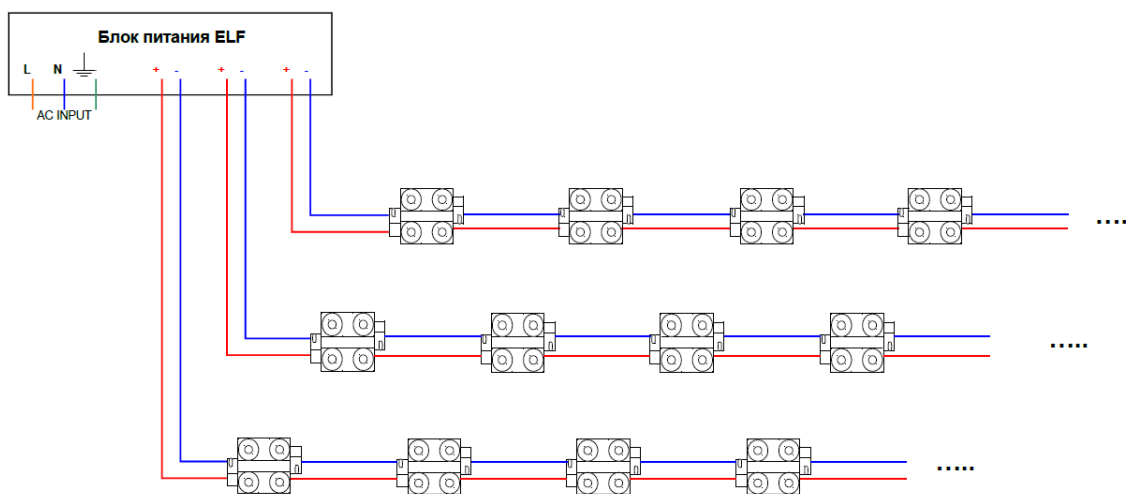 Блок питания ELF
L N + - + - + -
AC INPUT
.....
.....
.....